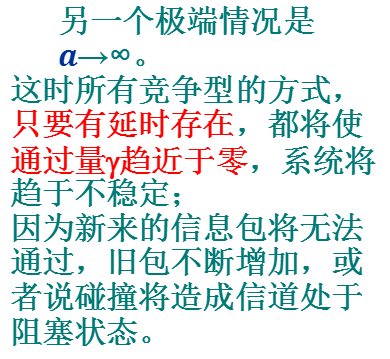 另一个极端情况是
a→∞。
这时所有竞争型的方式，
只要有延时存在，都将使
通过量γ趋近于零，系统将
趋于不稳定；
因为新来的信息包将无法
通过，旧包不断增加，或
者说碰撞将造成信道处于
阻塞状态。